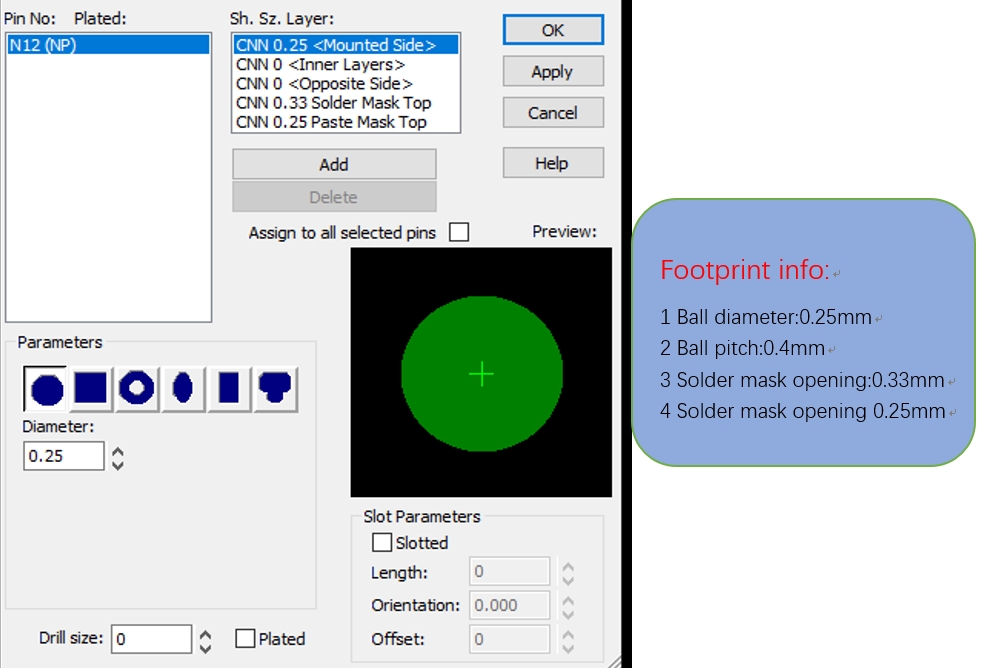 Pin No: Plated:
N12 (NP)
Sh. Sz. Layer:
CNN 0.25 <Mounted Side>
CNN 0 <Inner Layers>
CNN 0 <Opposite Side>
CNN 0.33 Solder Mask Top
CNN 0.25 Paste Mask Top
OK
Apply
Cancel
Help
Add
Delete
Assign to all selected pins
Preview:
Parameters
Diameter:
0.25
Drill size: 0
Plated
Slot Parameters
Slotted
Length: 0
Orientation: 0.000
Offset: 0
Footprint info:
1 Ball diameter:0.25mm
2 Ball pitch:0.4mm
3 Solder mask opening:0.33mm
4 Solder mask opening 0.25mm